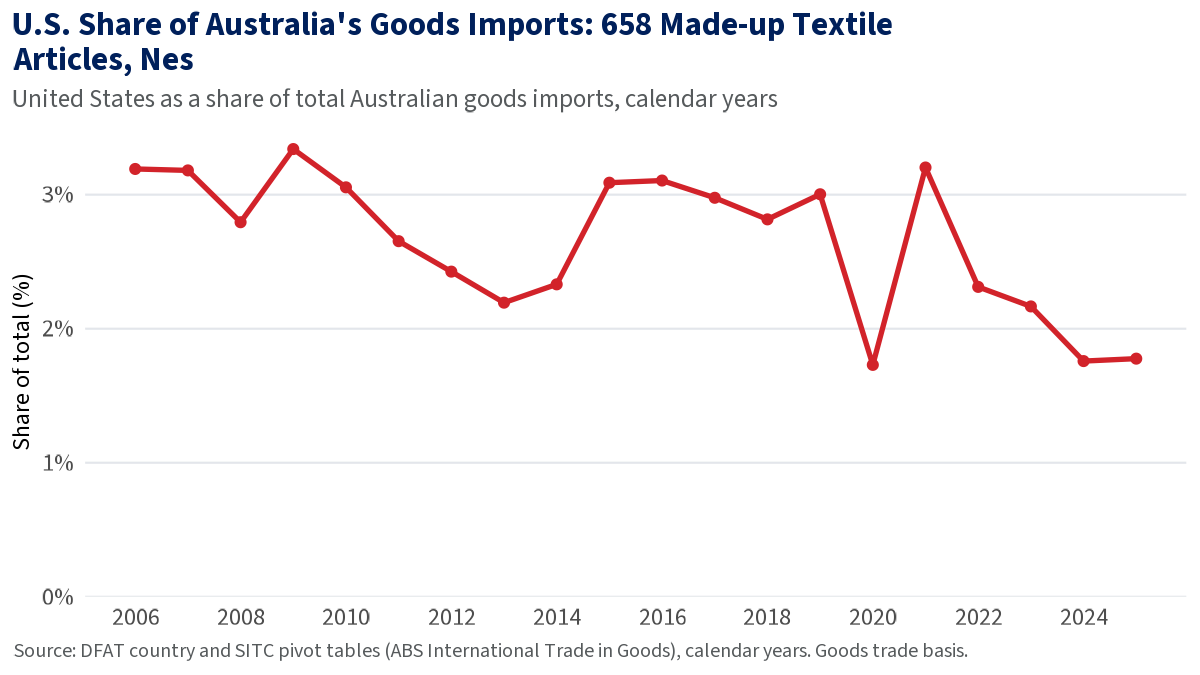 U.S. Share of Australia's Goods Imports: 658 Made-up Textile
Articles, Nes
United States as a share of total Australian goods imports, calendar years
Share of total (%)
3%
2%
1%
0%
2006 2008 2010 2012 2014 2016 2018 2020 2022 2024
Source: DFAT country and SITC pivot tables (ABS International Trade in Goods), calendar years. Goods trade basis.